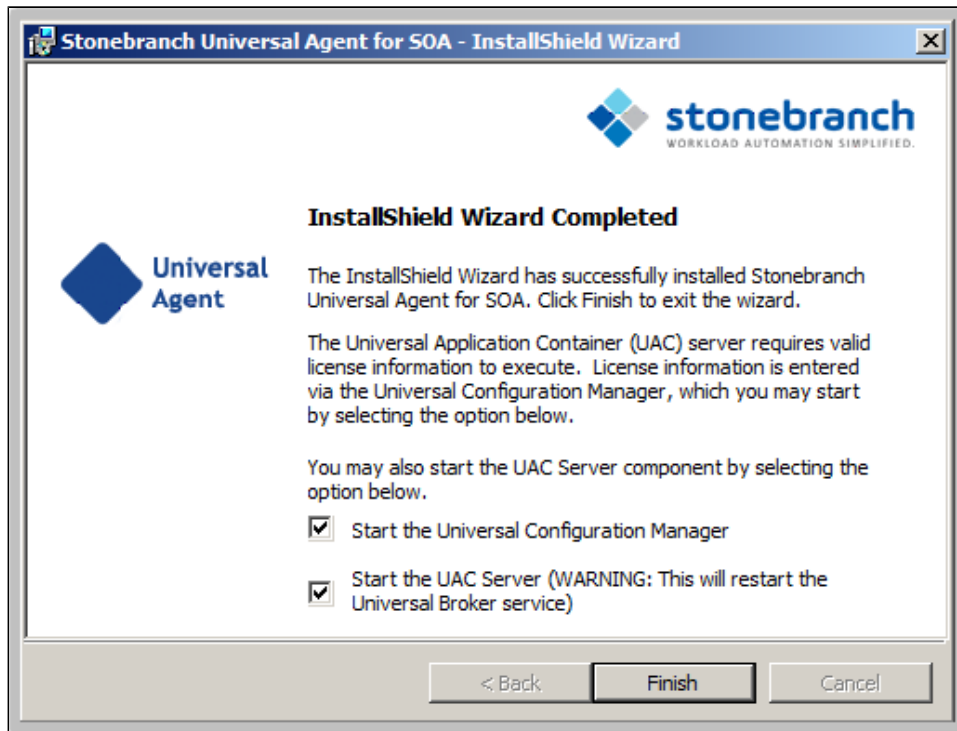 Stonebranch Universal Agent for SOA - InstallShield Wizard
stonebranch
WORKLOAD AUTOMATION SIMPLIFIED.
Universal
Agent
InstallShield Wizard Completed
The InstallShield Wizard has successfully installed Stonebranch
Universal Agent for SOA. Click Finish to exit the wizard.
The Universal Application Container (UAC) server requires valid
license information to execute.  License information is entered
via the Universal Configuration Manager, which you may start
by selecting the option below.
You may also start the UAC Server component by selecting the
option below.
Start the Universal Configuration Manager
Start the UAC Server (WARNING: This will restart the
Universal Broker service)
< Back
Finish
Cancel